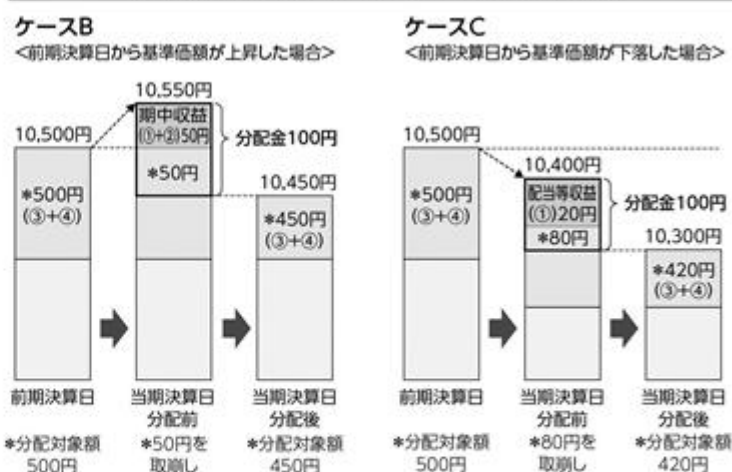 ケースB
<前期決算日から基準価額が上昇した場合>
10,550円
期中収益
(①+②)50円
*50円
分配金100円
10,500円
*500円
(③+④)
10,450円
*450円
(③+④)
前期決算日
当期決算日
分配前
当期決算日
分配後
*分配対象額
500円
*50円を
取崩し
*分配対象額
450円
ケースC
<前期決算日から基準価額が下落した場合>
10,500円
*500円
(③+④)
10,400円
配当等収益
(①)20円
*80円
分配金100円
10,300円
*420円
(③+④)
前期決算日
当期決算日
分配前
当期決算日
分配後
*分配対象額
500円
*80円を
取崩し
*分配対象額
420円